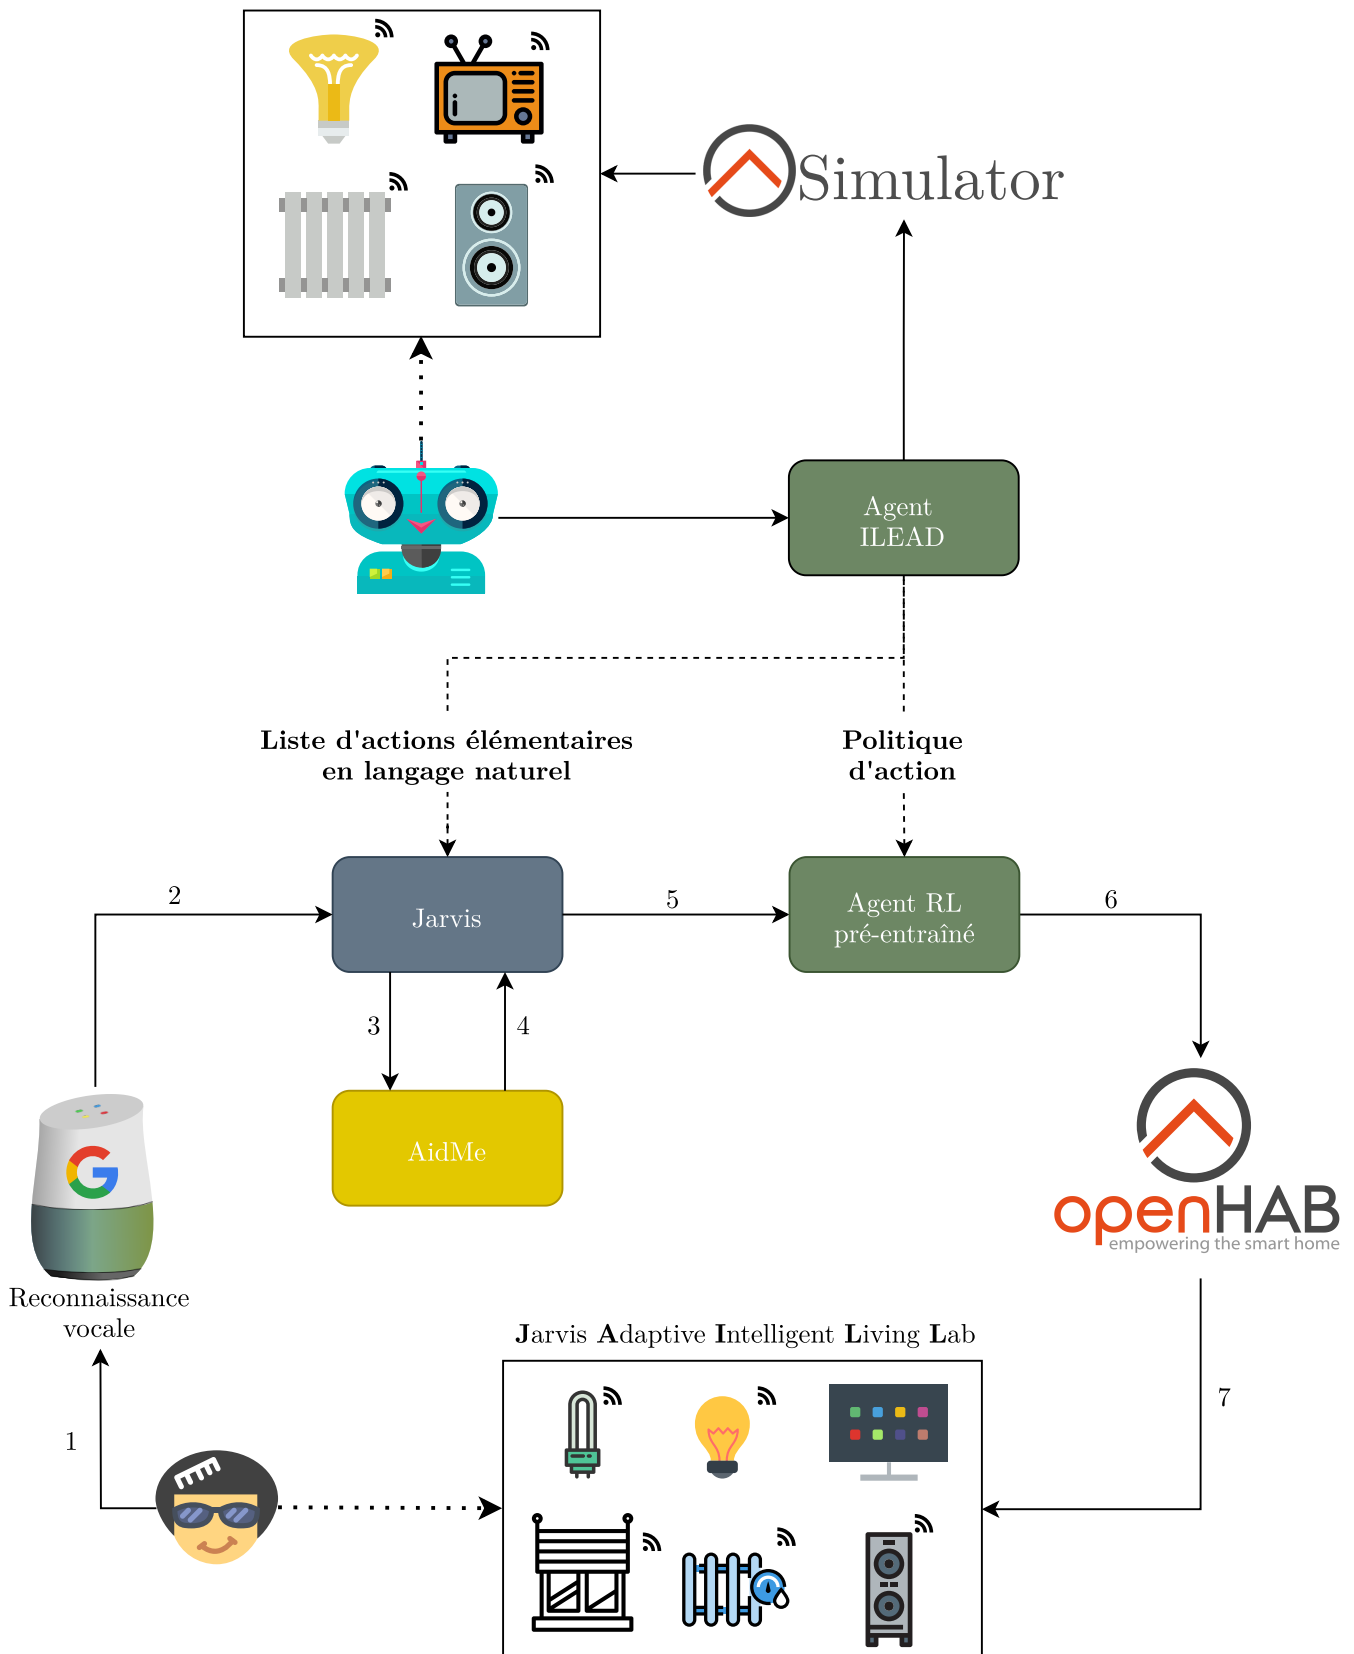 Simulator
Agent
ILEAD
Liste d'actions élémentaires
en langage naturel
Politique
d'action
2
Jarvis
5
Agent RL
pré-entraîné
6
3
4
AidMe
G
openHAB
empowering the smart home
Reconnaissance
vocale
Jarvis Adaptive Intelligent Living Lab
7
1